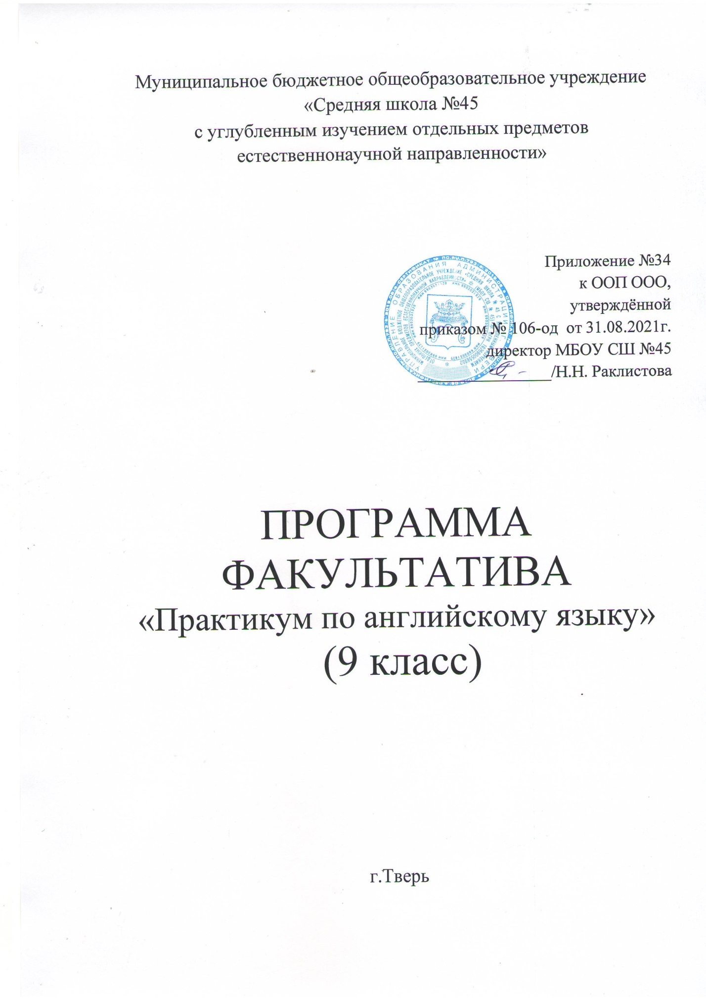 Муниципальное бюджетное общеобразовательное учреждение
«Средняя школа №45
с углубленным изучением отдельных предметов
естественнонаучной направленности»
Приложение №34
к ООП ООО,
утверждённой
приказом № 106-од от 31.08.2021г.
директор МБОУ СШ №45
/Н.Н. Раклистова
ПРОГРАММА
ФАКУЛЬТАТИВА
«Практикум по английскому языку»
(9 класс)
г.Тверь